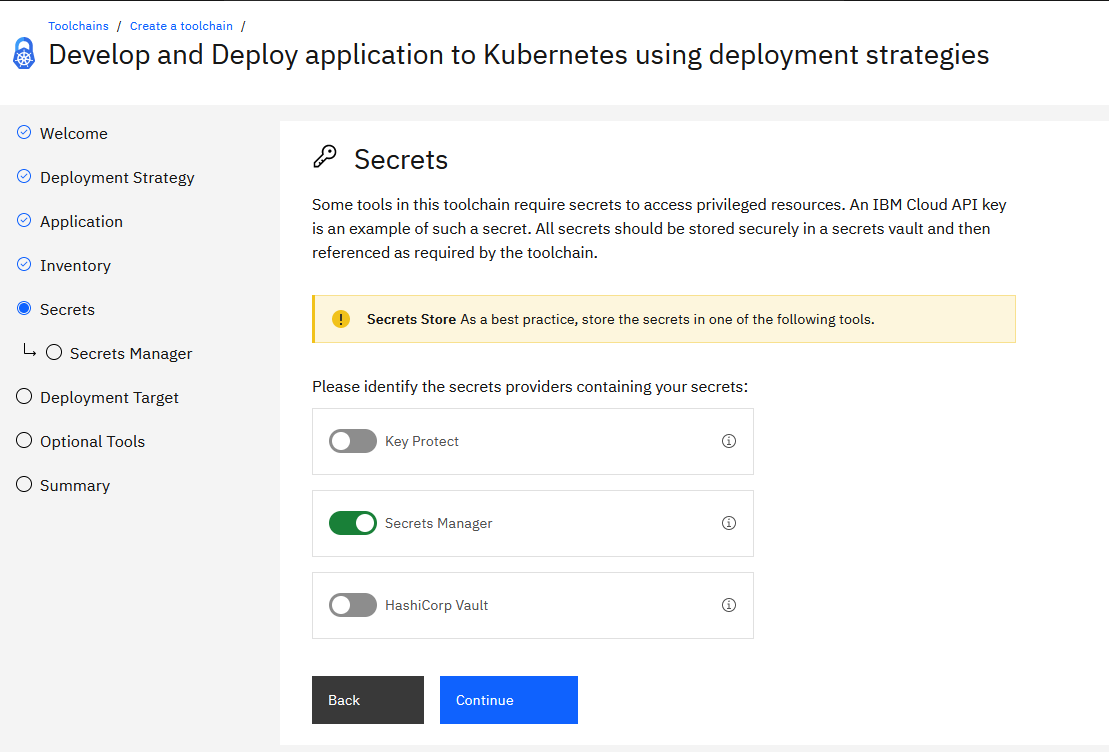 Toolchains / Create a toolchain /
Develop and Deploy application to Kubernetes using deployment strategies
Welcome
Deployment Strategy
Application
Inventory
Secrets
Secrets Manager
Deployment Target
Optional Tools
Summary
Secrets
Some tools in this toolchain require secrets to access privileged resources. An IBM Cloud API key
is an example of such a secret. All secrets should be stored securely in a secrets vault and then
referenced as required by the toolchain.
Secrets Store As a best practice, store the secrets in one of the following tools.
Please identify the secrets providers containing your secrets:
Key Protect
Secrets Manager
HashiCorp Vault
Back
Continue